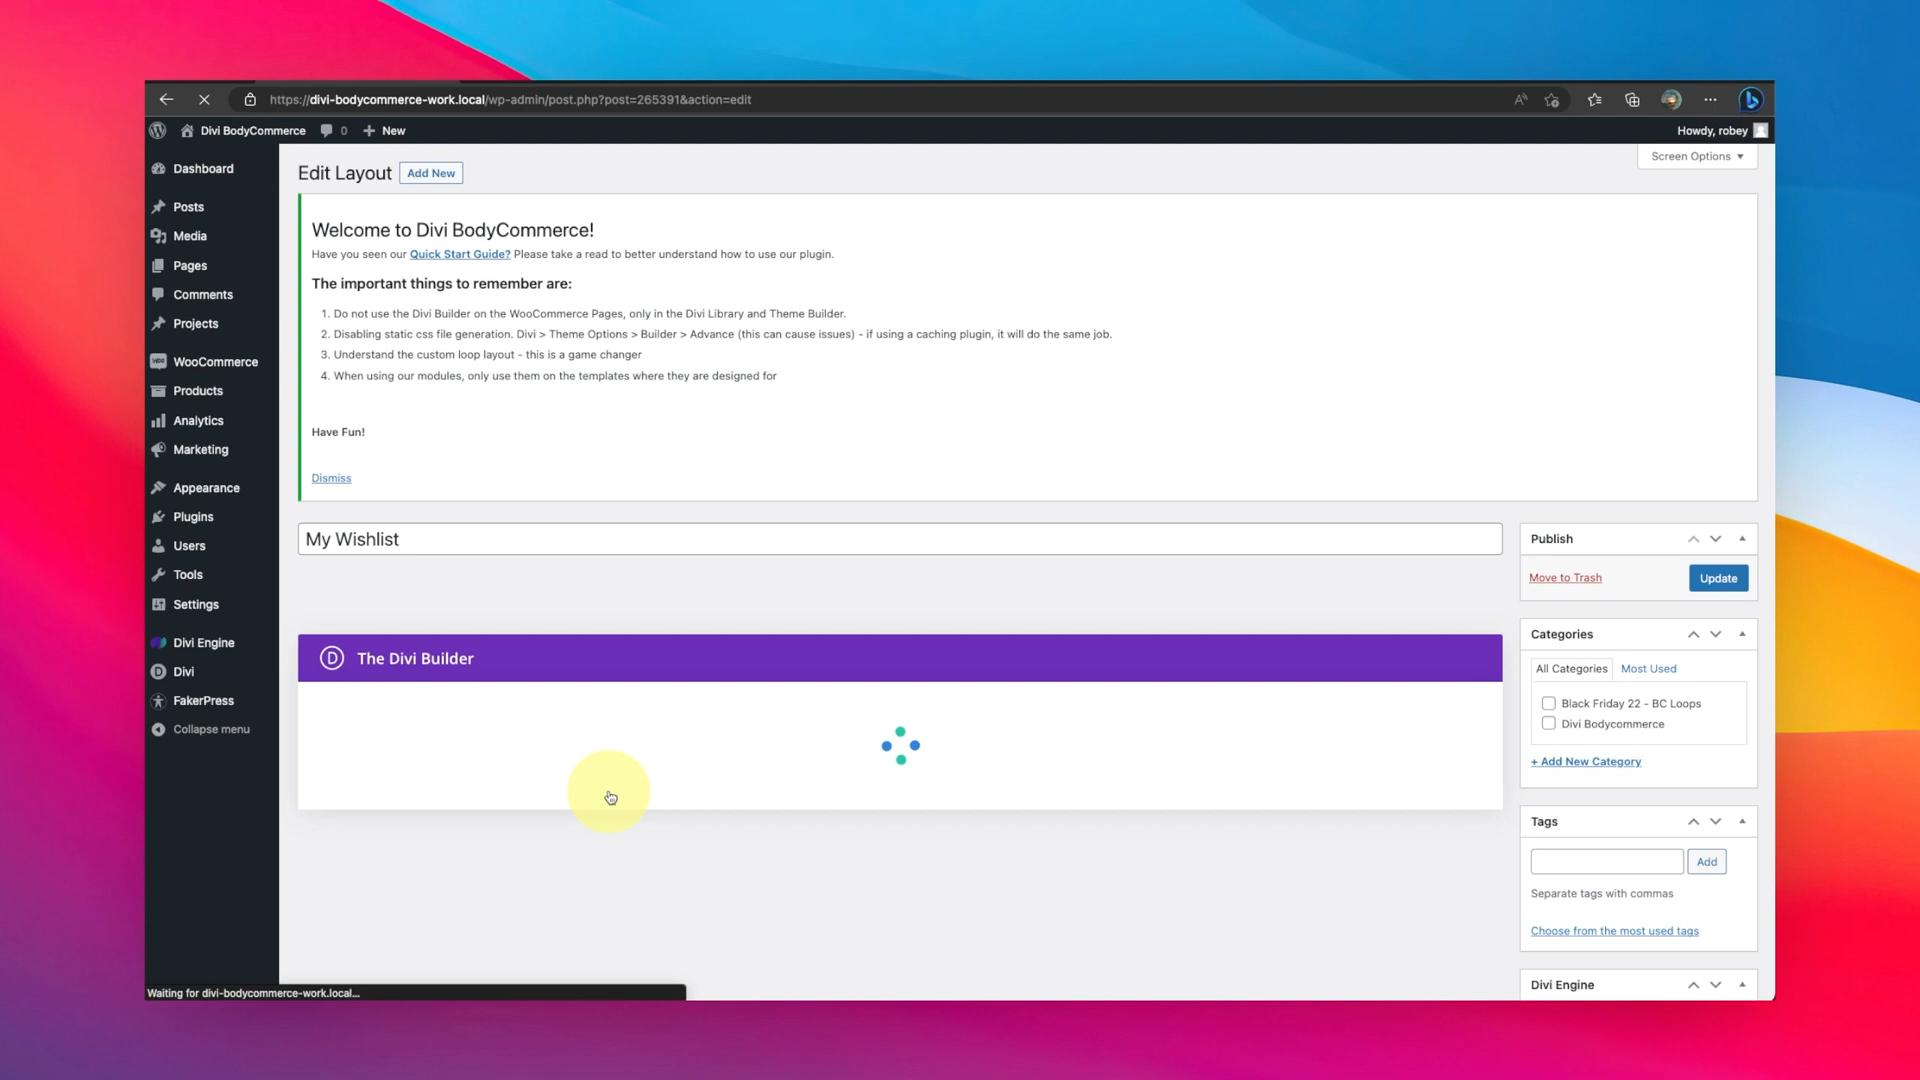 https://divi-bodycommerce-work.local/wp-admin/post.php?post=265391&action=edit
Divi BodyCommerce
0
New
Howdy, robey
Dashboard
Posts
Media
Pages
Comments
Projects
WooCommerce
Products
Analytics
Marketing
Appearance
Plugins
Users
Tools
Settings
Divi Engine
Divi
FakerPress
Collapse menu
Edit Layout
Add New
Screen Options
Welcome to Divi BodyCommerce!
Have you seen our Quick Start Guide? Please take a read to better understand how to use our plugin.
The important things to remember are:
1. Do not use the Divi Builder on the WooCommerce Pages, only in the Divi Library and Theme Builder.
2. Disabling static css file generation. Divi > Theme Options > Builder > Advance (this can cause issues) - if using a caching plugin, it will do the same job.
3. Understand the custom loop layout - this is a game changer
4. When using our modules, only use them on the templates where they are designed for
Have Fun!
Dismiss
My Wishlist
D
The Divi Builder
Publish
Move to Trash
Update
Categories
All Categories
Most Used
Black Friday 22 - BC Loops
Divi Bodycommerce
+ Add New Category
Tags
Add
Separate tags with commas
Choose from the most used tags
Divi Engine
Waiting for divi-bodycommerce-work.local...